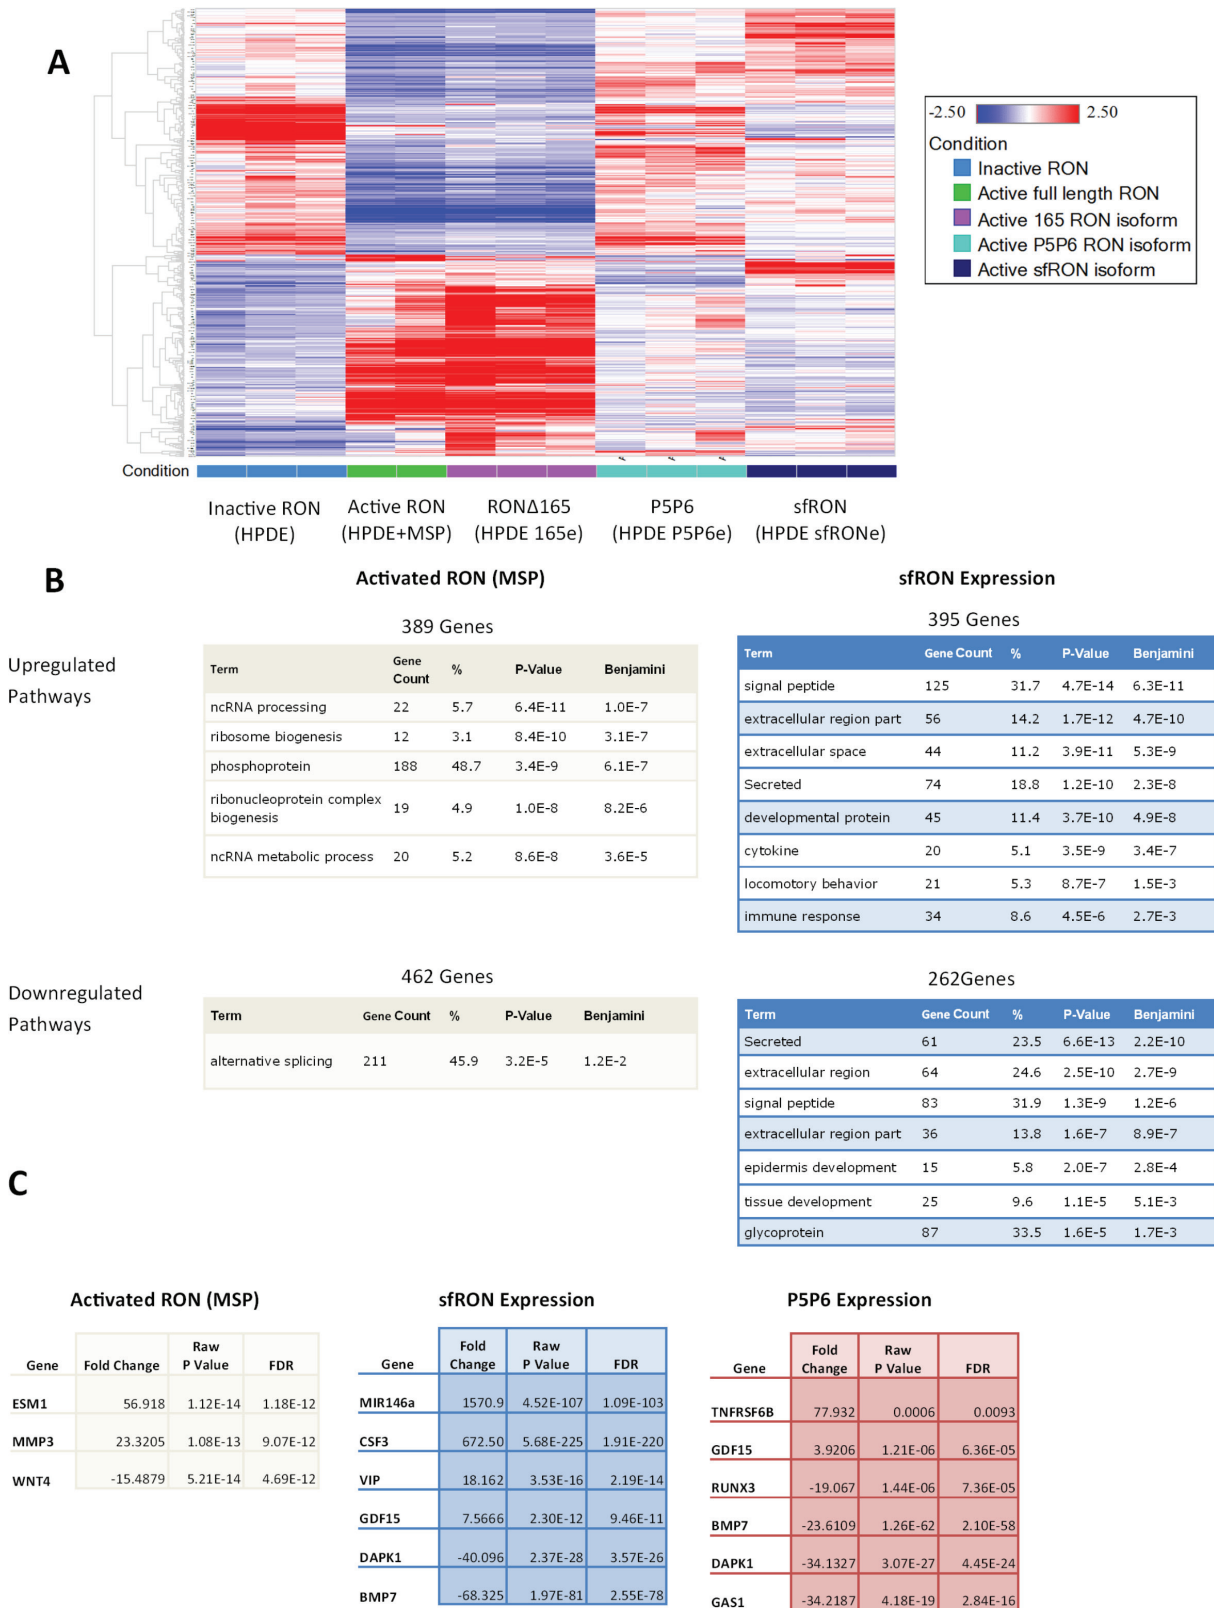 A
-2.50 2.50
Condition
Inactive RON
Active full length RON
Active 165 RON isoform
Active P5P6 RON isoform
Active sfRON isoform
Condition
Inactive RON
(HPDE)
Active RON
(HPDE+MSP)
RONΔ165
(HPDE 165e)
P5P6
(HPDE P5P6e)
sfRON
(HPDE sfRONe)
B
Activated RON (MSP)
sfRON Expression
Upregulated
Pathways
389 Genes
Term Gene Count % P-Value Benjamini
ncRNA processing 22 5.7 6.4E-11 1.0E-7
ribosome biogenesis 12 3.1 8.4E-10 3.1E-7
phosphoprotein 188 48.7 3.4E-9 6.1E-7
ribonucleoprotein complex
biogenesis 19 4.9 1.0E-8 8.2E-6
ncRNA metabolic process 20 5.2 8.6E-8 3.6E-5
395 Genes
Term Gene Count % P-Value Benjamini
signal peptide 125 31.7 4.7E-14 6.3E-11
extracellular region part 56 14.2 1.7E-12 4.7E-10
extracellular space 44 11.2 3.9E-11 5.3E-9
Secreted 74 18.8 1.2E-10 2.3E-8
developmental protein 45 11.4 3.7E-10 4.9E-8
cytokine 20 5.1 3.5E-9 3.4E-7
locomotory behavior 21 5.3 8.7E-7 1.5E-3
immune response 34 8.6 4.5E-6 2.7E-3
Downregulated
Pathways
462 Genes
Term Gene Count % P-Value Benjamini
alternative splicing 211 45.9 3.2E-5 1.2E-2
262Genes
Term Gene Count % P-Value Benjamini
Secreted 61 23.5 6.6E-13 2.2E-10
extracellular region 64 24.6 2.5E-10 2.7E-9
signal peptide 83 31.9 1.3E-9 1.2E-6
extracellular region part 36 13.8 1.6E-7 8.9E-7
epidermis development 15 5.8 2.0E-7 2.8E-4
tissue development 25 9.6 1.1E-5 5.1E-3
glycoprotein 87 33.5 1.6E-5 1.7E-3
C
Activated RON (MSP)
Gene Fold Change Raw P Value FDR
ESM1 56.918 1.12E-14 1.18E-12
MMP3 23.3205 1.08E-13 9.07E-12
WNT4 -15.4879 5.21E-14 4.69E-12
sfRON Expression
Gene Fold Change Raw P Value FDR
MIR146a 1570.9 4.52E-107 1.09E-103
CSF3 672.50 5.68E-225 1.91E-220
VIP 18.162 3.53E-16 2.19E-14
GDF15 7.5666 2.30E-12 9.46E-11
DAPK1 -40.096 2.37E-28 3.57E-26
BMP7 -68.325 1.97E-81 2.55E-78
P5P6 Expression
Gene Fold Change Raw P Value FDR
TNFRSF6B 77.932 0.0006 0.0093
GDF15 3.9206 1.21E-06 6.36E-05
RUNX3 -19.067 1.44E-06 7.36E-05
BMP7 -23.6109 1.26E-62 2.10E-58
DAPK1 -34.1327 3.07E-27 4.45E-24
GAS1 -34.2187 4.18E-19 2.84E-16